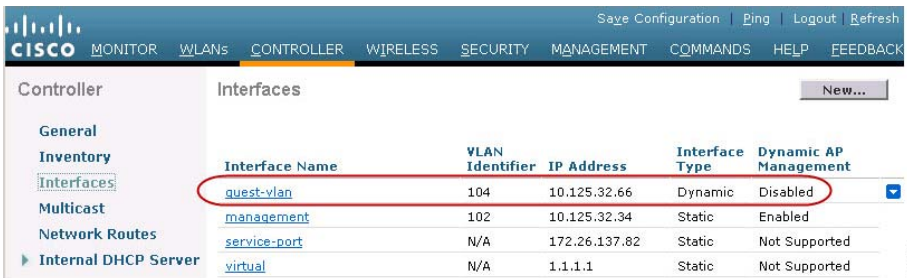 Save Configuration | Ping | Logout | Refresh
CISCO MONITOR WLANs CONTROLLER WIRELESS SECURITY MANAGEMENT COMMANDS HELP FEEDBACK
Controller
General
Inventory
Interfaces
Multicast
Network Routes
Internal DHCP Server
Interfaces
New...
Interface Name VLAN Identifier IP Address Interface Type Dynamic AP Management
guest-vlan 104 10.125.32.66 Dynamic Disabled
management 102 10.125.32.34 Static Enabled
service-port N/A 172.26.137.82 Static Not Supported
virtual N/A 1.1.1.1 Static Not Supported